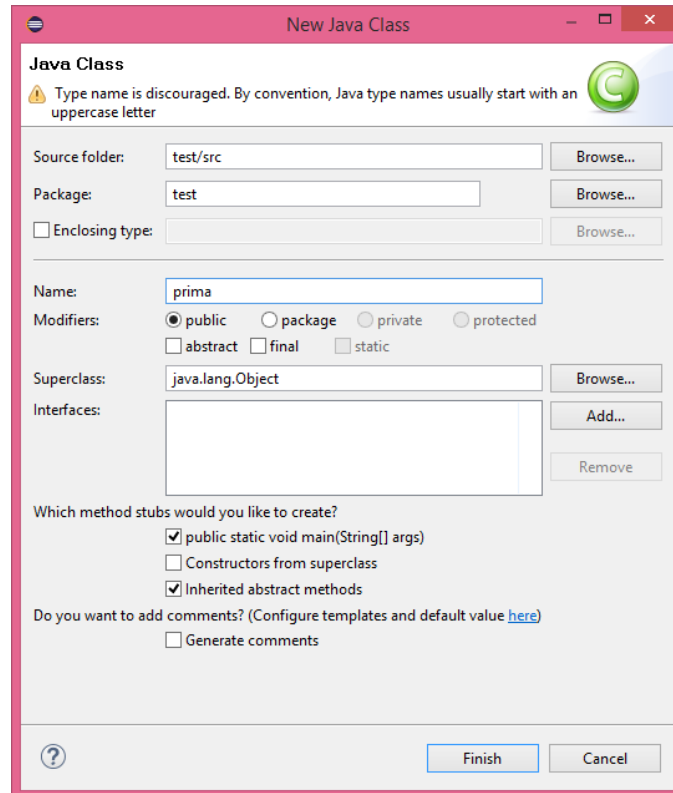 New Java Class
Java Class
Type name is discouraged. By convention, Java type names usually start with an
uppercase letter
Source folder: test/src Browse...
Package: test Browse...
Enclosing type: Browse...
Name: prima
Modifiers: public package private protected
abstract final static
Superclass: java.lang.Object Browse...
Interfaces: Add...
Remove
Which method stubs would you like to create?
public static void main(String[] args)
Constructors from superclass
Inherited abstract methods
Do you want to add comments? (Configure templates and default value here)
Generate comments
? Finish Cancel